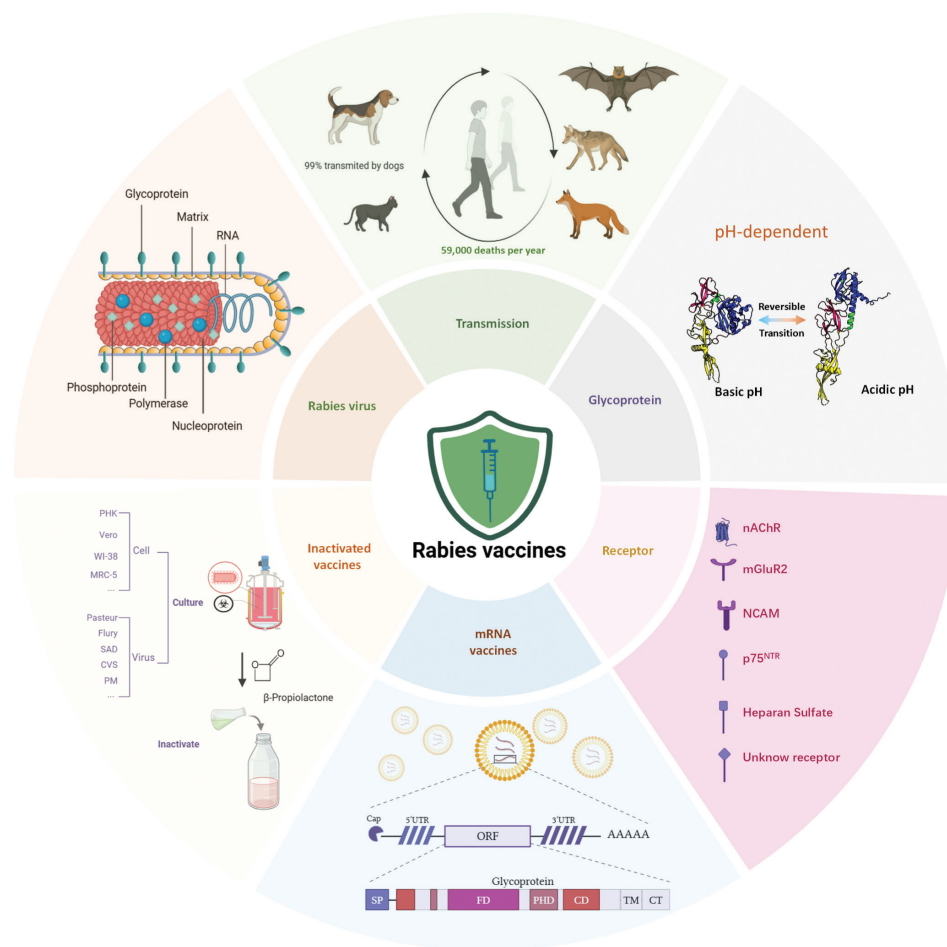 99% transmited by dogs
59,000 deaths per year
Transmission
Glycoprotein
Matrix
RNA
Phosphoprotein
Polymerase
Nucleoprotein
Rabies virus
pH-dependent
Reversible
Transition
Basic pH
Acidic pH
Glycoprotein
Rabies vaccines
Inactivated
vaccines
Receptor
mRNA
vaccines
PHK
Vero
WI-38
MRC-5
...
Cell
Culture
Pasteur
Flury
SAD
CVS
PM
...
Virus
O
O
β-Propiolactone
Inactivate
nAChR
mGluR2
NCAM
p75NTR
Heparan Sulfate
Unknow receptor
Cap
5'UTR
ORF
3'UTR
AAAAA
Glycoprotein
SP
FD
PHD
CD
TM
CT